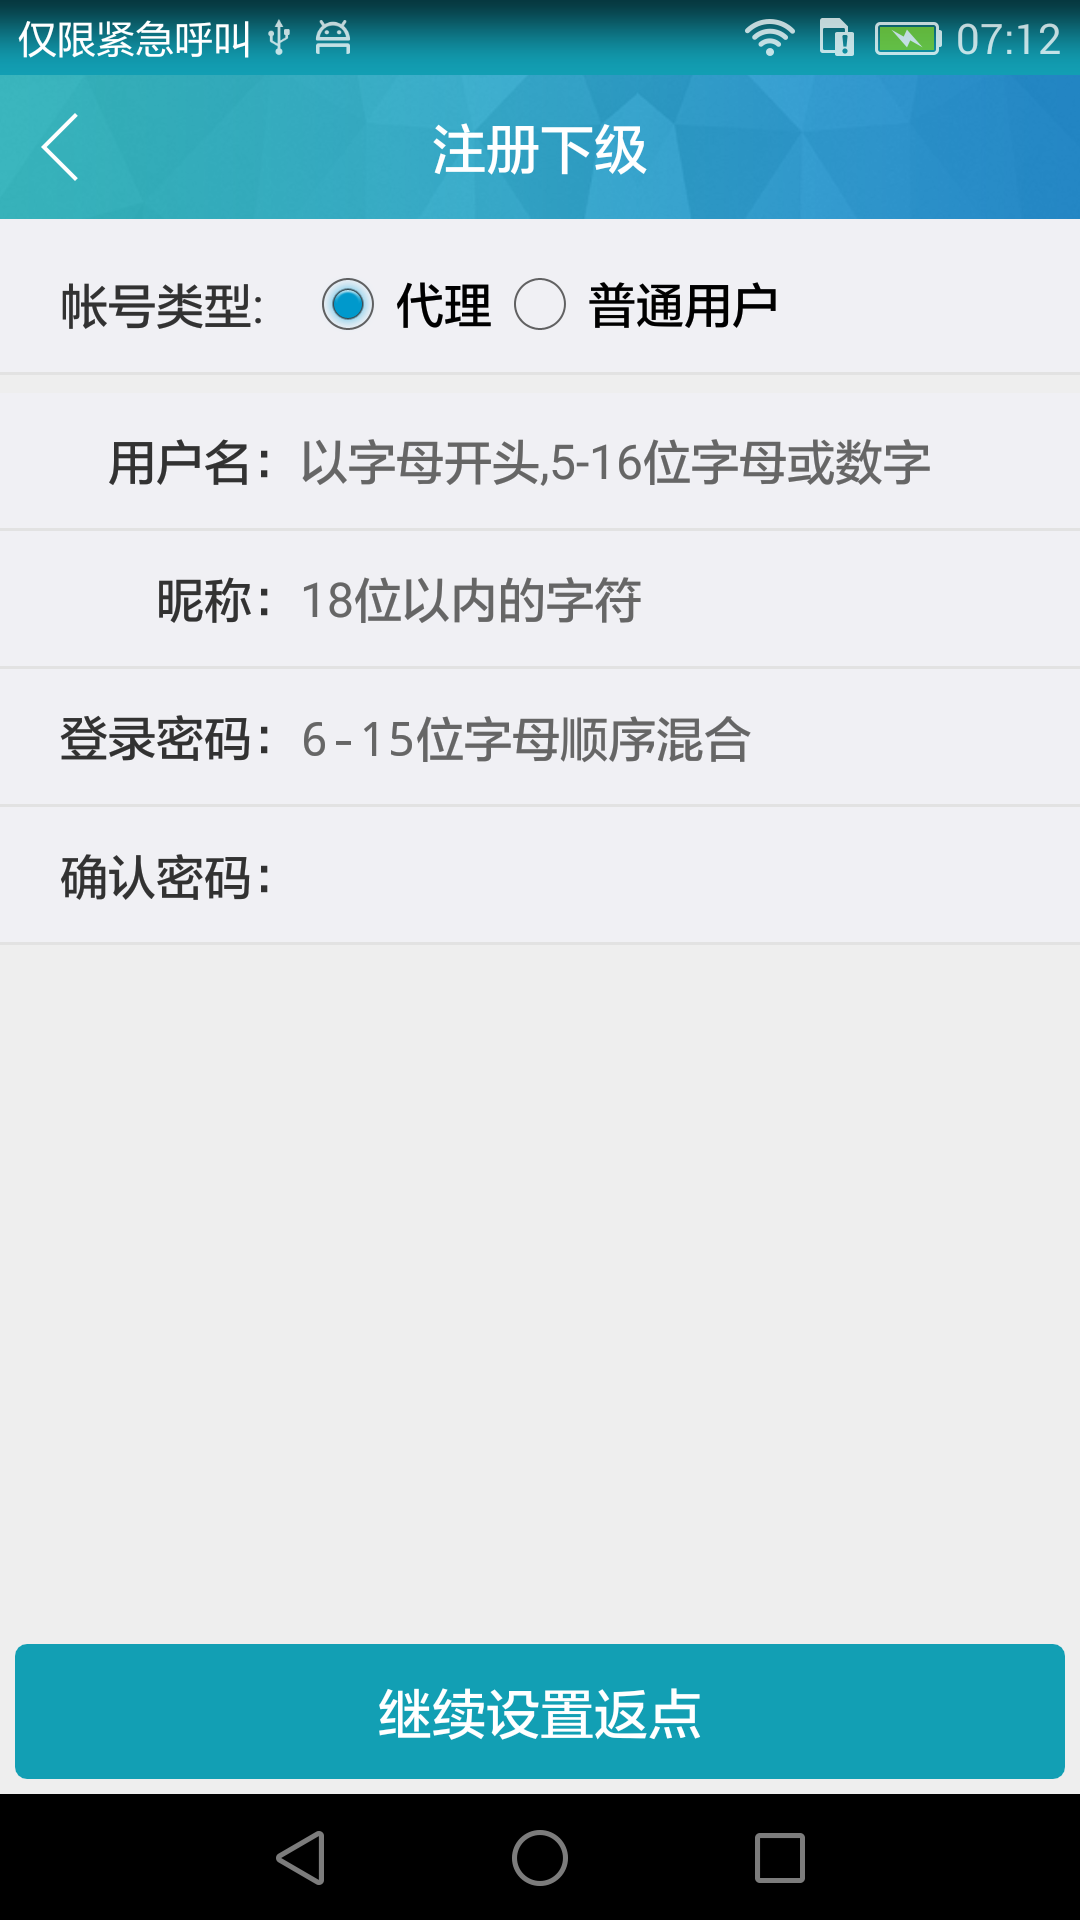 仅限紧急呼叫 07:12
注册下级
帐号类型: 代理 普通用户
用户名： 以字母开头,5-16位字母或数字
昵称： 18位以内的字符
登录密码： 6-15位字母顺序混合
确认密码：
继续设置返点